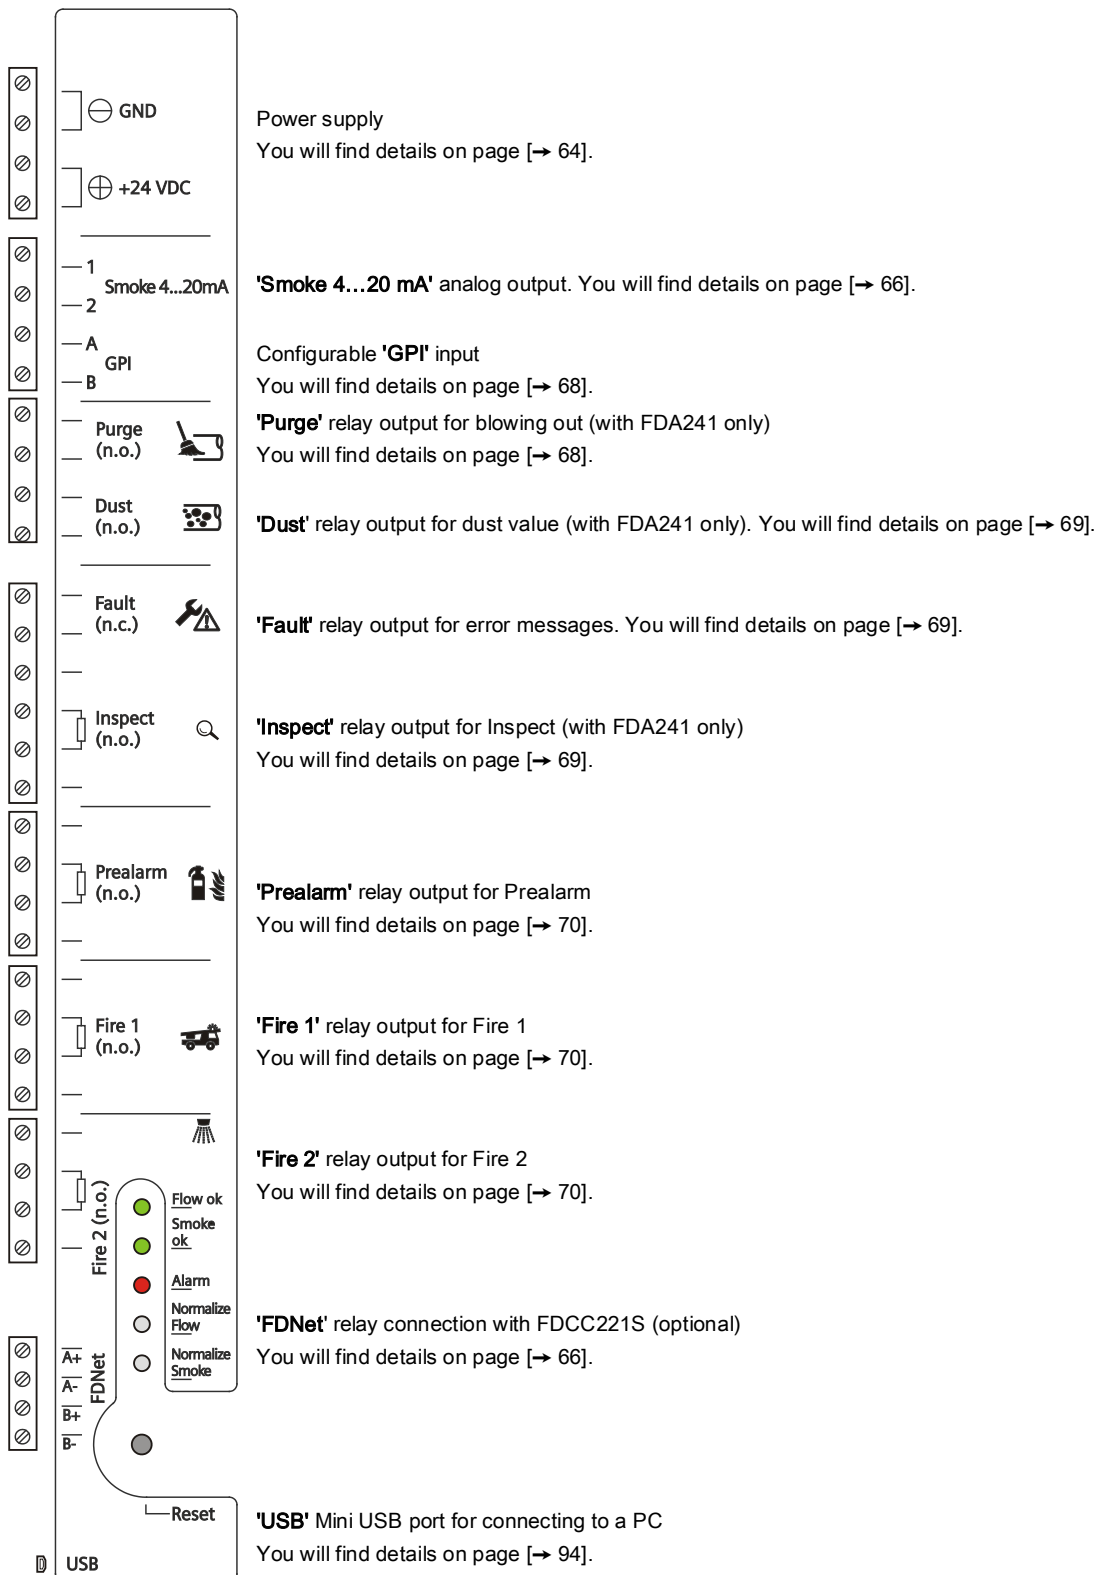 GND
Power supply
You will find details on page [→ 64].
+24 VDC
1
Smoke 4...20mA
2
'Smoke 4…20 mA' analog output. You will find details on page [→ 66].
A
GPI
B
Configurable 'GPI' input
You will find details on page [→ 68].
Purge
(n.o.)
'Purge' relay output for blowing out (with FDA241 only)
You will find details on page [→ 68].
Dust
(n.o.)
'Dust' relay output for dust value (with FDA241 only). You will find details on page [→ 69].
Fault
(n.c.)
'Fault' relay output for error messages. You will find details on page [→ 69].
Inspect
(n.o.)
'Inspect' relay output for Inspect (with FDA241 only)
You will find details on page [→ 69].
Prealarm
(n.o.)
'Prealarm' relay output for Prealarm
You will find details on page [→ 70].
Fire 1
(n.o.)
'Fire 1' relay output for Fire 1
You will find details on page [→ 70].
Fire 2 (n.o.)
'Fire 2' relay output for Fire 2
You will find details on page [→ 70].
Flow ok
Smoke
ok
Alarm
Normalize
Flow
Normalize
Smoke
'FDNet' relay connection with FDCC221S (optional)
You will find details on page [→ 66].
A+
A-
B+
B-
FDNet
Reset
'USB' Mini USB port for connecting to a PC
You will find details on page [→ 94].
USB